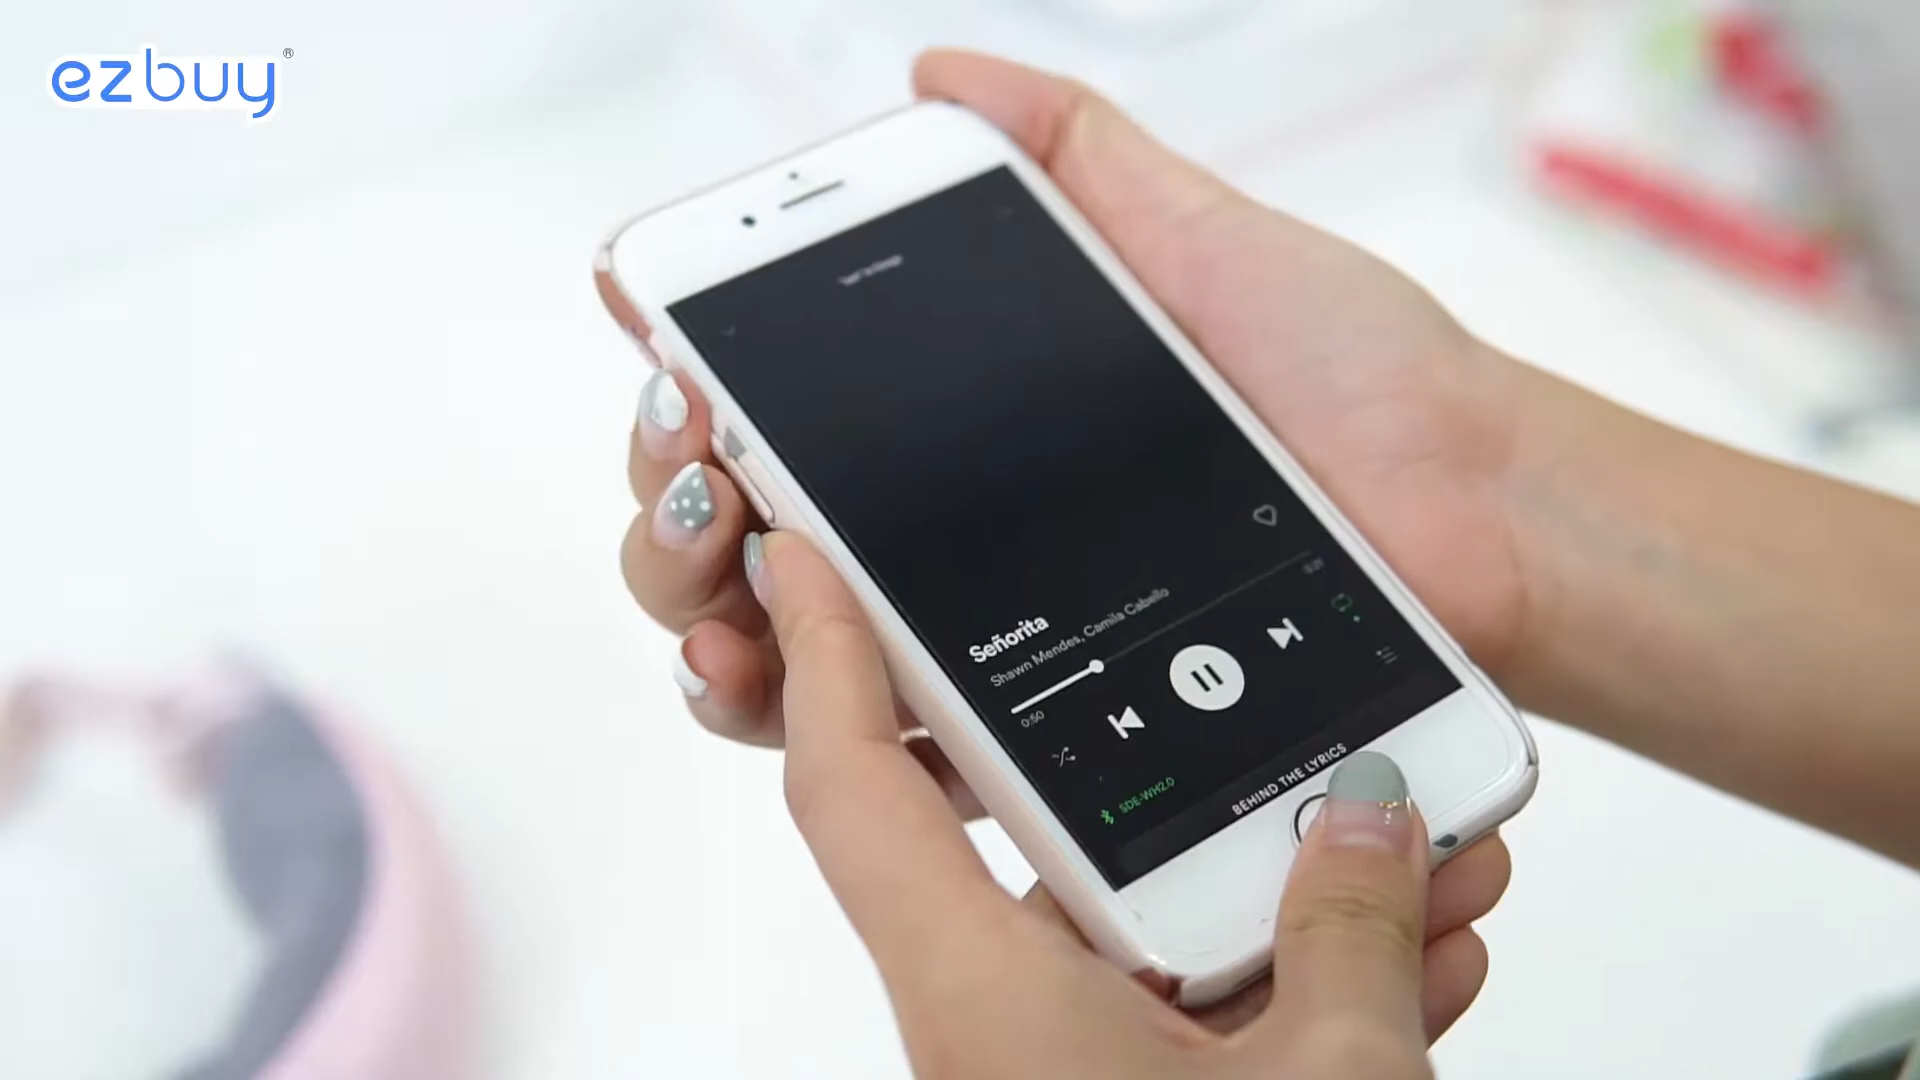 ezbuy®
Señorita
Shawn Mendes, Camila Cabello
0:50
SDE-WH2.0
BEHIND THE LYRICS